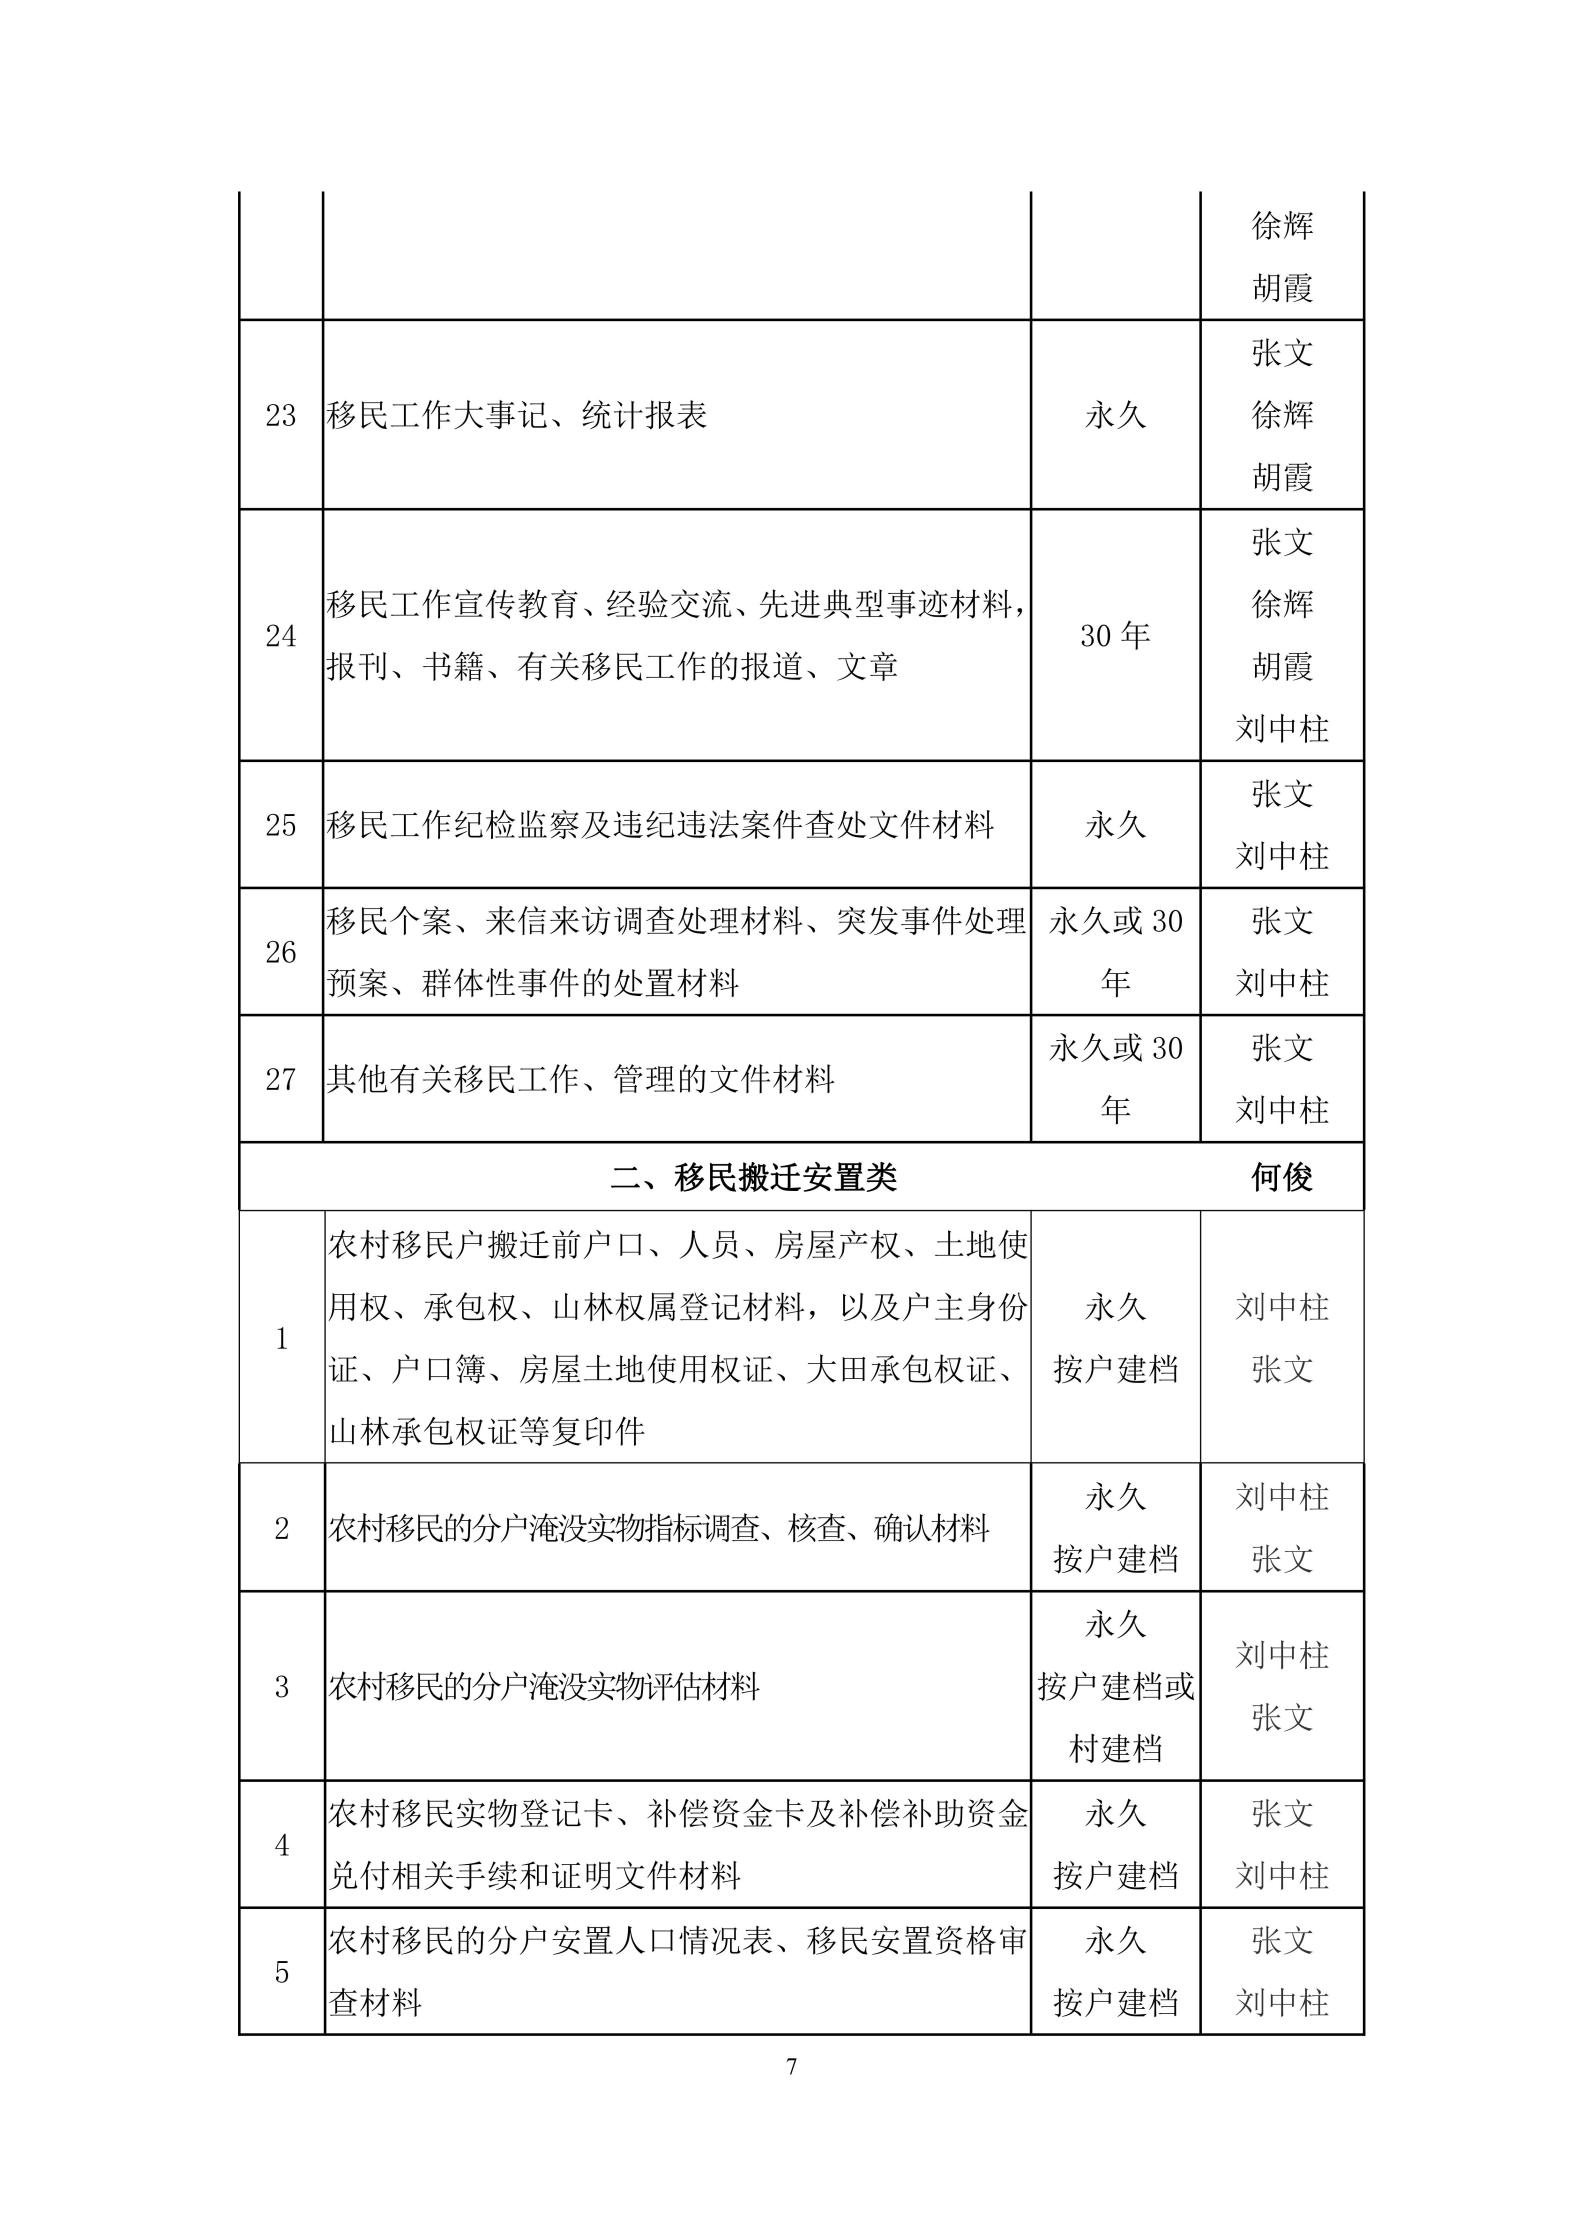 徐辉
胡霞
23
移民工作大事记、统计报表
永久
张文
徐辉
胡霞
24
移民工作宣传教育、经验交流、先进典型事迹材料，
报刊、书籍、有关移民工作的报道、文章
30 年
张文
徐辉
胡霞
刘中柱
25
移民工作纪检监察及违纪违法案件查处文件材料
永久
张文
刘中柱
26
移民个案、来信来访调查处理材料、突发事件处理
预案、群体性事件的处置材料
永久或 30
年
张文
刘中柱
27
其他有关移民工作、管理的文件材料
永久或 30
年
张文
刘中柱
二、移民搬迁安置类
何俊
1
农村移民户搬迁前户口、人员、房屋产权、土地使
用权、承包权、山林权属登记材料，以及户主身份
证、户口簿、房屋土地使用权证、大田承包权证、
山林承包权证等复印件
永久
按户建档
刘中柱
张文
2
农村移民的分户淹没实物指标调查、核查、确认材料
永久
按户建档
刘中柱
张文
3
农村移民的分户淹没实物评估材料
永久
按户建档或
村建档
刘中柱
张文
4
农村移民实物登记卡、补偿资金卡及补偿补助资金
兑付相关手续和证明文件材料
永久
按户建档
张文
刘中柱
5
农村移民的分户安置人口情况表、移民安置资格审
查材料
永久
按户建档
张文
刘中柱
7